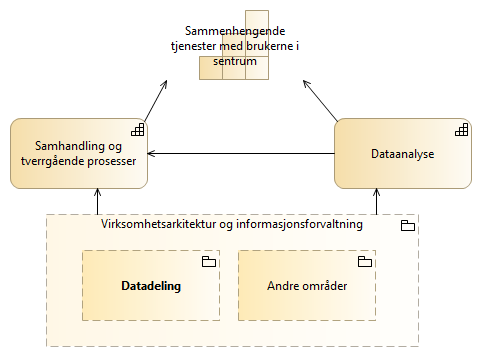 Sammenhengende
tjenester med brukerne i
sentrum
Samhandling og
tverrgående prosesser
Dataanalyse
Virksomhetsarkitektur og informasjonsforvaltning
Datadeling
Andre områder